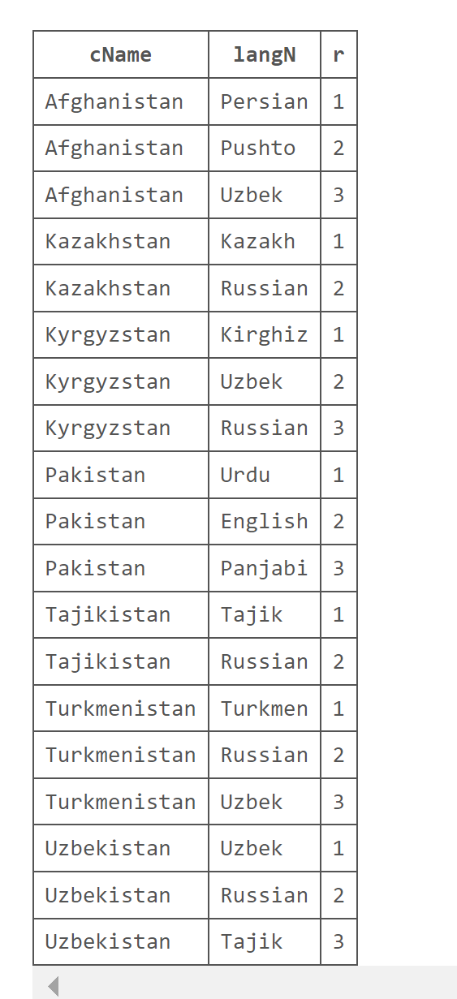 cName langN r
Afghanistan Persian 1
Afghanistan Pushto 2
Afghanistan Uzbek 3
Kazakhstan Kazakh 1
Kazakhstan Russian 2
Kyrgyzstan Kirghiz 1
Kyrgyzstan Uzbek 2
Kyrgyzstan Russian 3
Pakistan Urdu 1
Pakistan English 2
Pakistan Panjabi 3
Tajikistan Tajik 1
Tajikistan Russian 2
Turkmenistan Turkmen 1
Turkmenistan Russian 2
Turkmenistan Uzbek 3
Uzbekistan Uzbek 1
Uzbekistan Russian 2
Uzbekistan Tajik 3